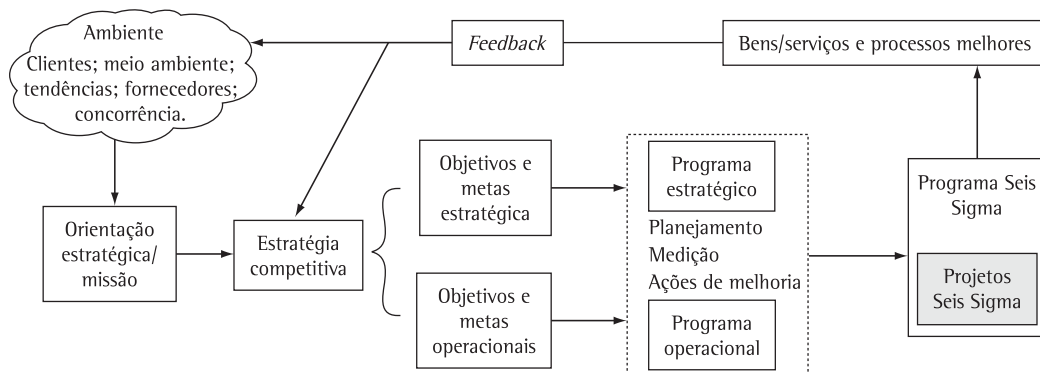 Ambiente
Clientes; meio ambiente;
tendências; fornecedores;
concorrência.
Feedback
Bens/serviços e processos melhores
Orientação
estratégica/
missão
Estratégia
competitiva
Objetivos e
metas
estratégica
Objetivos e
metas
operacionais
Programa
estratégico
Planejamento
Medição
Ações de melhoria
Programa
operacional
Programa Seis
Sigma
Projetos
Seis Sigma